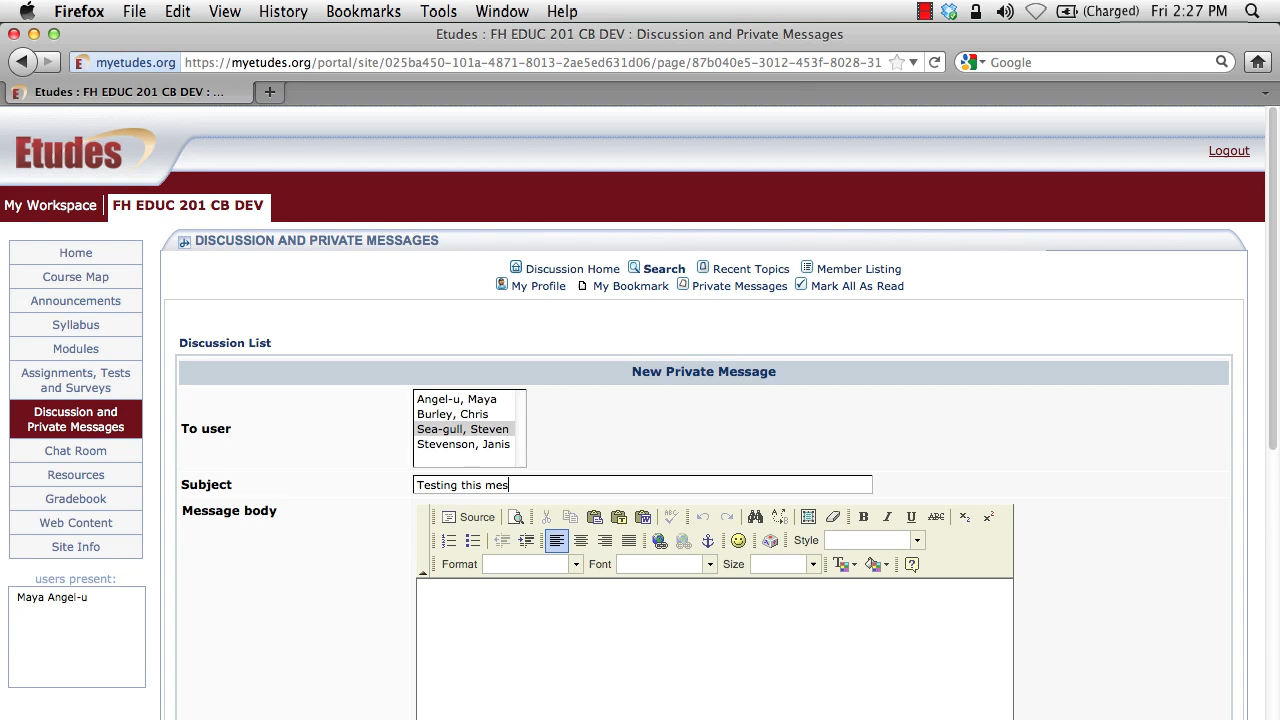 Firefox File Edit View History Bookmarks Tools Window Help (Charged) Fri 2:27 PM
Etudes : FH EDUC 201 CB DEV : Discussion and Private Messages
myetudes.org https://myetudes.org/portal/site/025ba450-101a-4871-8013-2ae5ed631d06/page/87b040e5-3012-453f-8028-31 Google
Etudes : FH EDUC 201 CB DEV : ...
Etudes
Logout
My Workspace FH EDUC 201 CB DEV
Home
Course Map
Announcements
Syllabus
Modules
Assignments, Tests
and Surveys
Discussion and
Private Messages
Chat Room
Resources
Gradebook
Web Content
Site Info
users present:
Maya Angel-u
DISCUSSION AND PRIVATE MESSAGES
Discussion Home Search Recent Topics Member Listing
My Profile My Bookmark Private Messages Mark All As Read
Discussion List
New Private Message
To user
Angel-u, Maya
Burley, Chris
Sea-gull, Steven
Stevenson, Janis
Subject Testing this mes
Message body
Source B I U ABC x2 x2
Style
Format Font Size